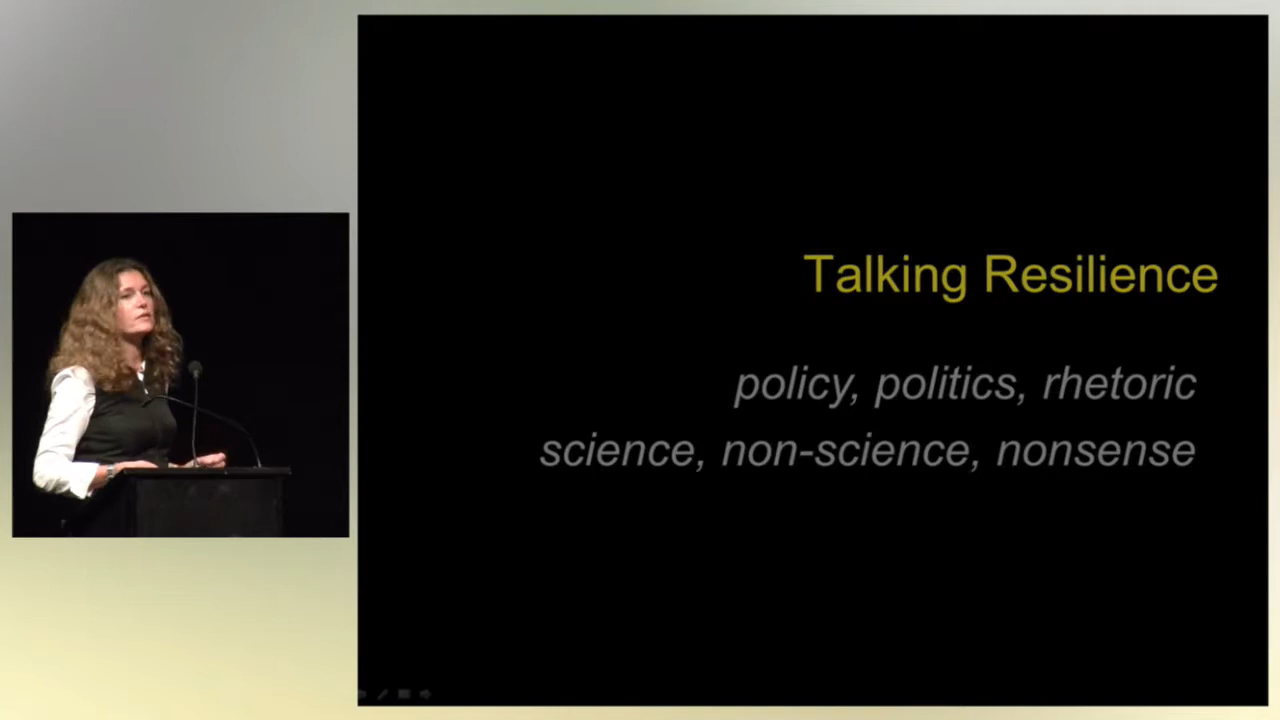 Talking Resilience
policy, politics, rhetoric
science, non-science, nonsense